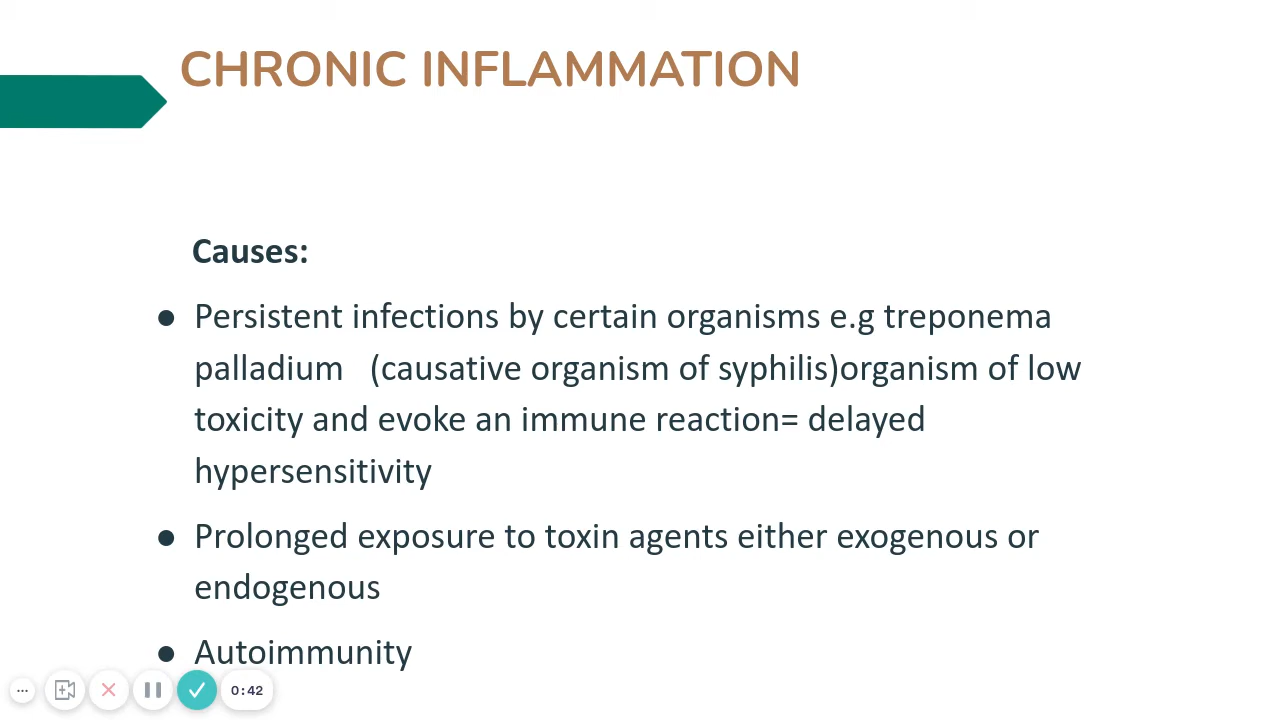 CHRONIC INFLAMMATION
Causes:
● Persistent infections by certain organisms e.g treponema
palladium (causative organism of syphilis)organism of low
toxicity and evoke an immune reaction= delayed
hypersensitivity
● Prolonged exposure to toxin agents either exogenous or
endogenous
● Autoimmunity
0:42